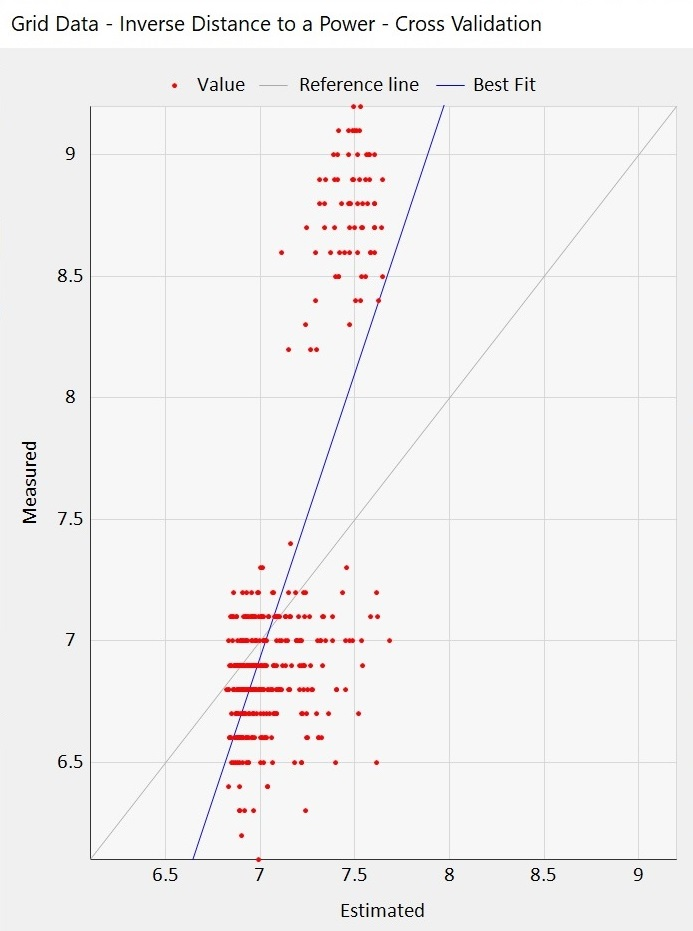 Grid Data - Inverse Distance to a Power - Cross Validation
Value Reference line Best Fit
9
8.5
8
7.5
7
6.5
Measured
6.5 7 7.5 8 8.5 9
Estimated